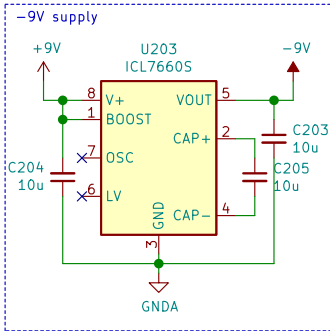 -9V supply
+9V
U203
ICL7660S
-9V
8
V+
VOUT
5
1
BOOST
CAP+
2
C203
10u
7
OSC
C204
10u
C205
10u
6
LV
GND
CAP-
4
3
GNDA